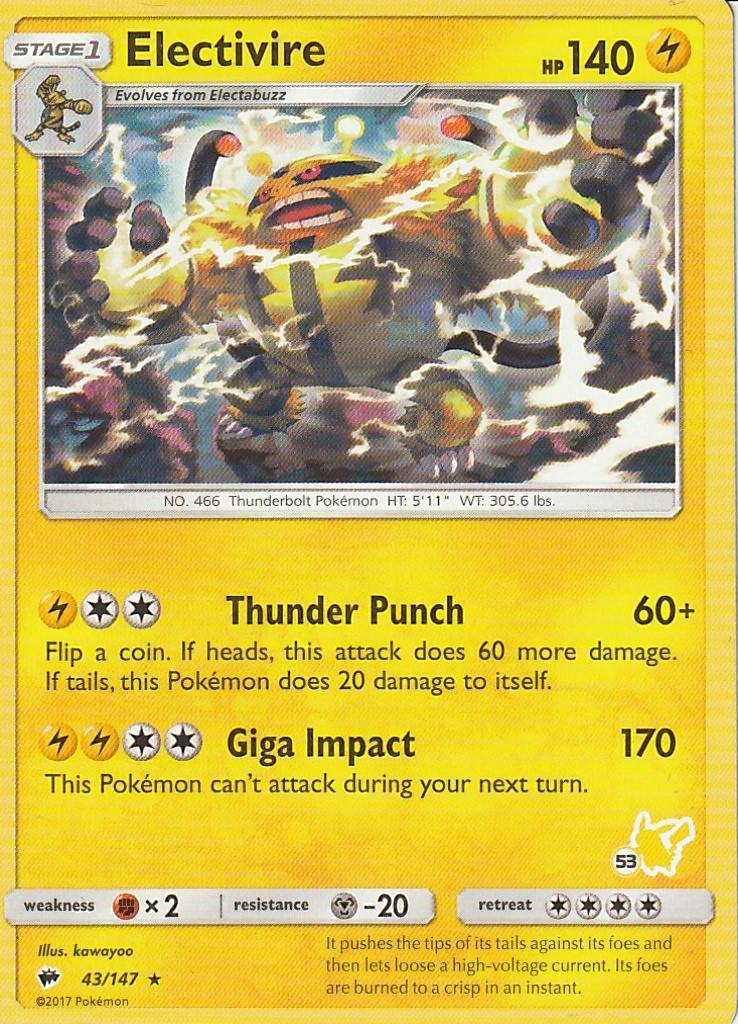 STAGE1
Electivire
HP 140
Evolves from Electabuzz
NO. 466 Thunderbolt Pokémon HT: 5'11" WT: 305.6 lbs.
Thunder Punch 60+
Flip a coin. If heads, this attack does 60 more damage.
If tails, this Pokémon does 20 damage to itself.
Giga Impact 170
This Pokémon can't attack during your next turn.
53
weakness ×2 resistance -20 retreat
Illus. kawayoo
43/147 ★
©2017 Pokémon
It pushes the tips of its tails against its foes and
then lets loose a high-voltage current. Its foes
are burned to a crisp in an instant.